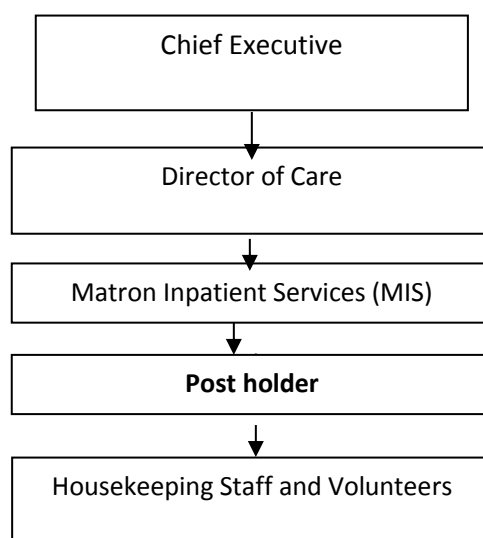 Chief Executive
Director of Care
Matron Inpatient Services (MIS)
Post holder
Housekeeping Staff and Volunteers